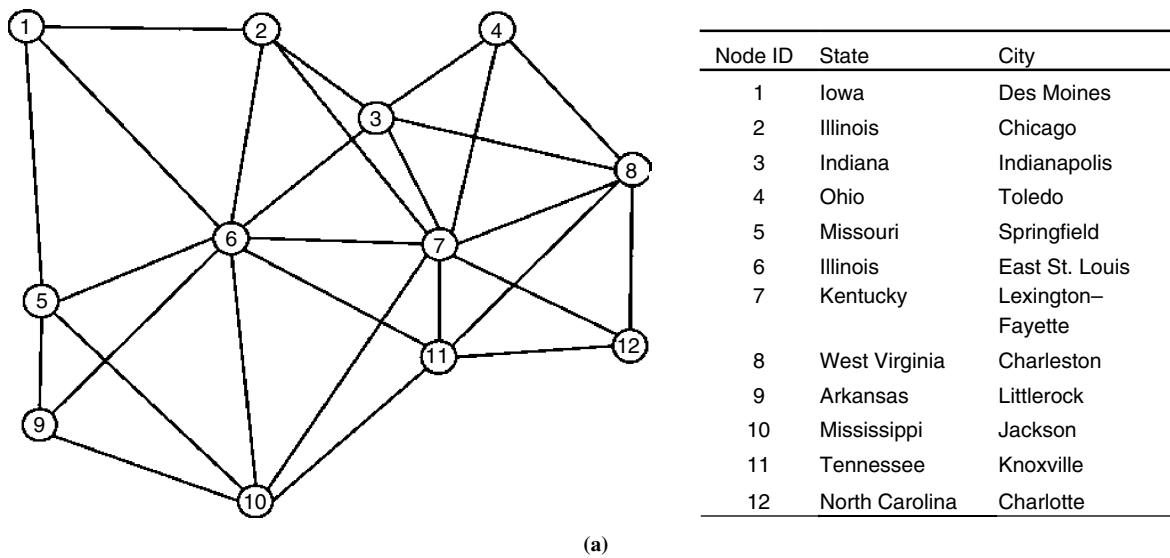 1
2
4
3
8
6
7
5
12
11
9
10
Node ID State City
1 Iowa Des Moines
2 Illinois Chicago
3 Indiana Indianapolis
4 Ohio Toledo
5 Missouri Springfield
6 Illinois East St. Louis
7 Kentucky Lexington–
Fayette
8 West Virginia Charleston
9 Arkansas Littlerock
10 Mississippi Jackson
11 Tennessee Knoxville
12 North Carolina Charlotte
(a)